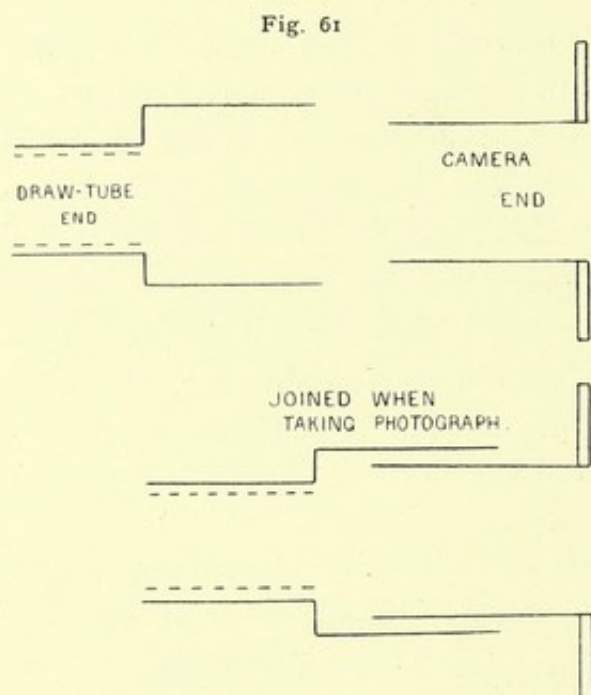 Fig. 61
CAMERA
DRAW-TUBE
END
END
JOINED WHEN
TAKING PHOTOGRAPH.